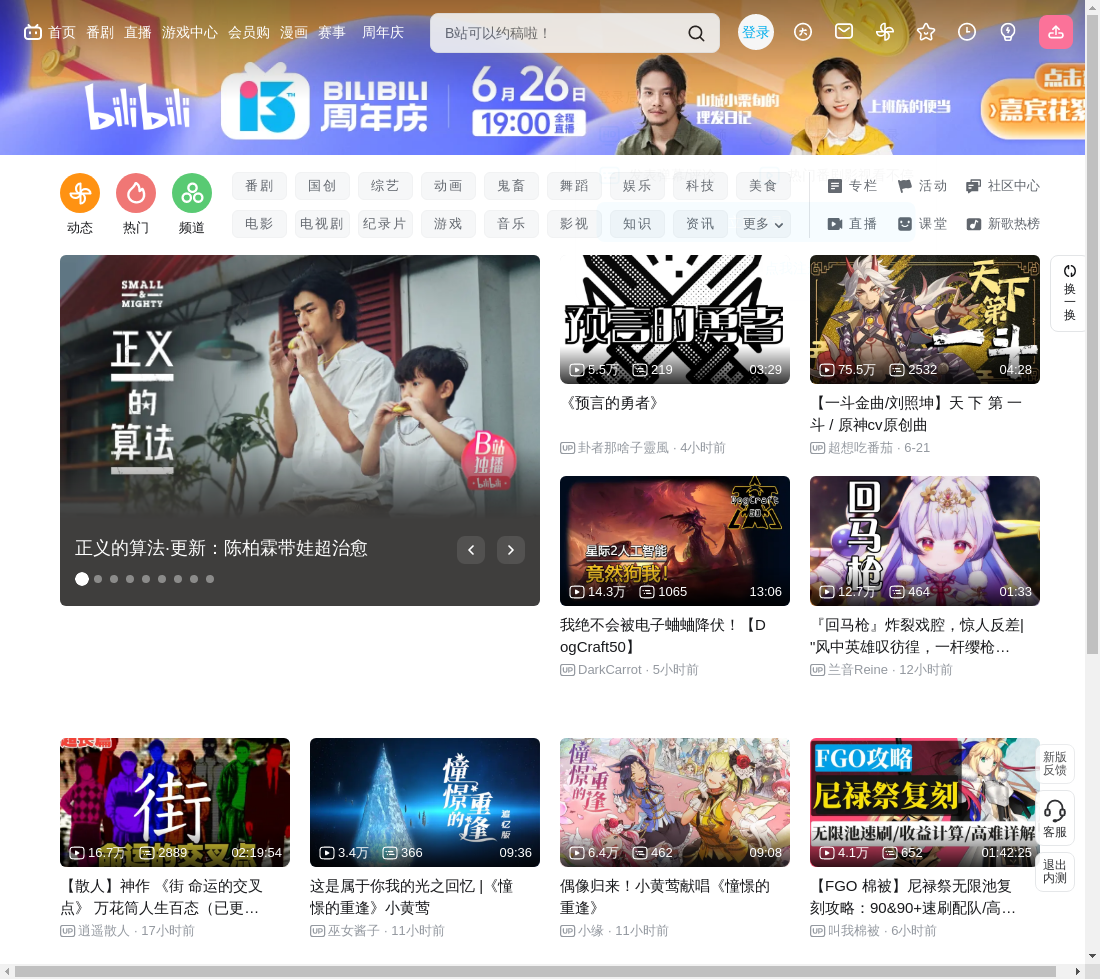 首页 番剧 直播 游戏中心 会员购 漫画 赛事 周年庆
B站可以约稿啦！
登录
bilibili
13TH BILIBILI 周年庆
6月26日
19:00 全程直播
山城小栗旬的
理发日记
上班族的便当
点击
嘉宾花絮
动态 热门 频道
番剧 国创 综艺 动画 鬼畜 舞蹈 娱乐 科技 美食
专栏 活动 社区中心
电影 电视剧 纪录片 游戏 音乐 影视 知识 资讯 更多
直播 课堂 新歌热榜
换一换
SMALL & MIGHTY
正义的算法
B站独播
bilibili
正义的算法·更新：陈柏霖带娃超治愈
预言的勇者
5.5万 219 03:29
《预言的勇者》
UP 卦者那啥子靈風 · 4小时前
天下第一斗
75.5万 2532 04:28
【一斗金曲/刘照坤】天 下 第 一
斗 / 原神cv原创曲
UP 超想吃番茄 · 6-21
DogCraft
50
星际2人工智能
竟然狗我！
14.3万 1065 13:06
我绝不会被电子蛐蛐降伏！【D
ogCraft50】
UP DarkCarrot · 5小时前
回马枪
12.7万 464 01:33
『回马枪』炸裂戏腔，惊人反差|
"风中英雄叹彷徨，一杆缨枪…
UP 兰音Reine · 12小时前
街
16.7万 2889 02:19:54
【散人】神作 《街 命运的交叉
点》 万花筒人生百态（已更…
UP 逍遥散人 · 17小时前
憧憬的重逢
追忆版
3.4万 366 09:36
这是属于你我的光之回忆 |《憧
憬的重逢》小黄莺
UP 巫女酱子 · 11小时前
憧憬的重逢
6.4万 462 09:08
偶像归来！小黄莺献唱《憧憬的
重逢》
UP 小缘 · 11小时前
FGO攻略
尼禄祭复刻
无限池速刷/收益计算/高难详解
4.1万 652 01:42:25
【FGO 棉被】尼禄祭无限池复
刻攻略：90&90+速刷配队/高…
UP 叫我棉被 · 6小时前
新版
反馈
客服
退出
内测